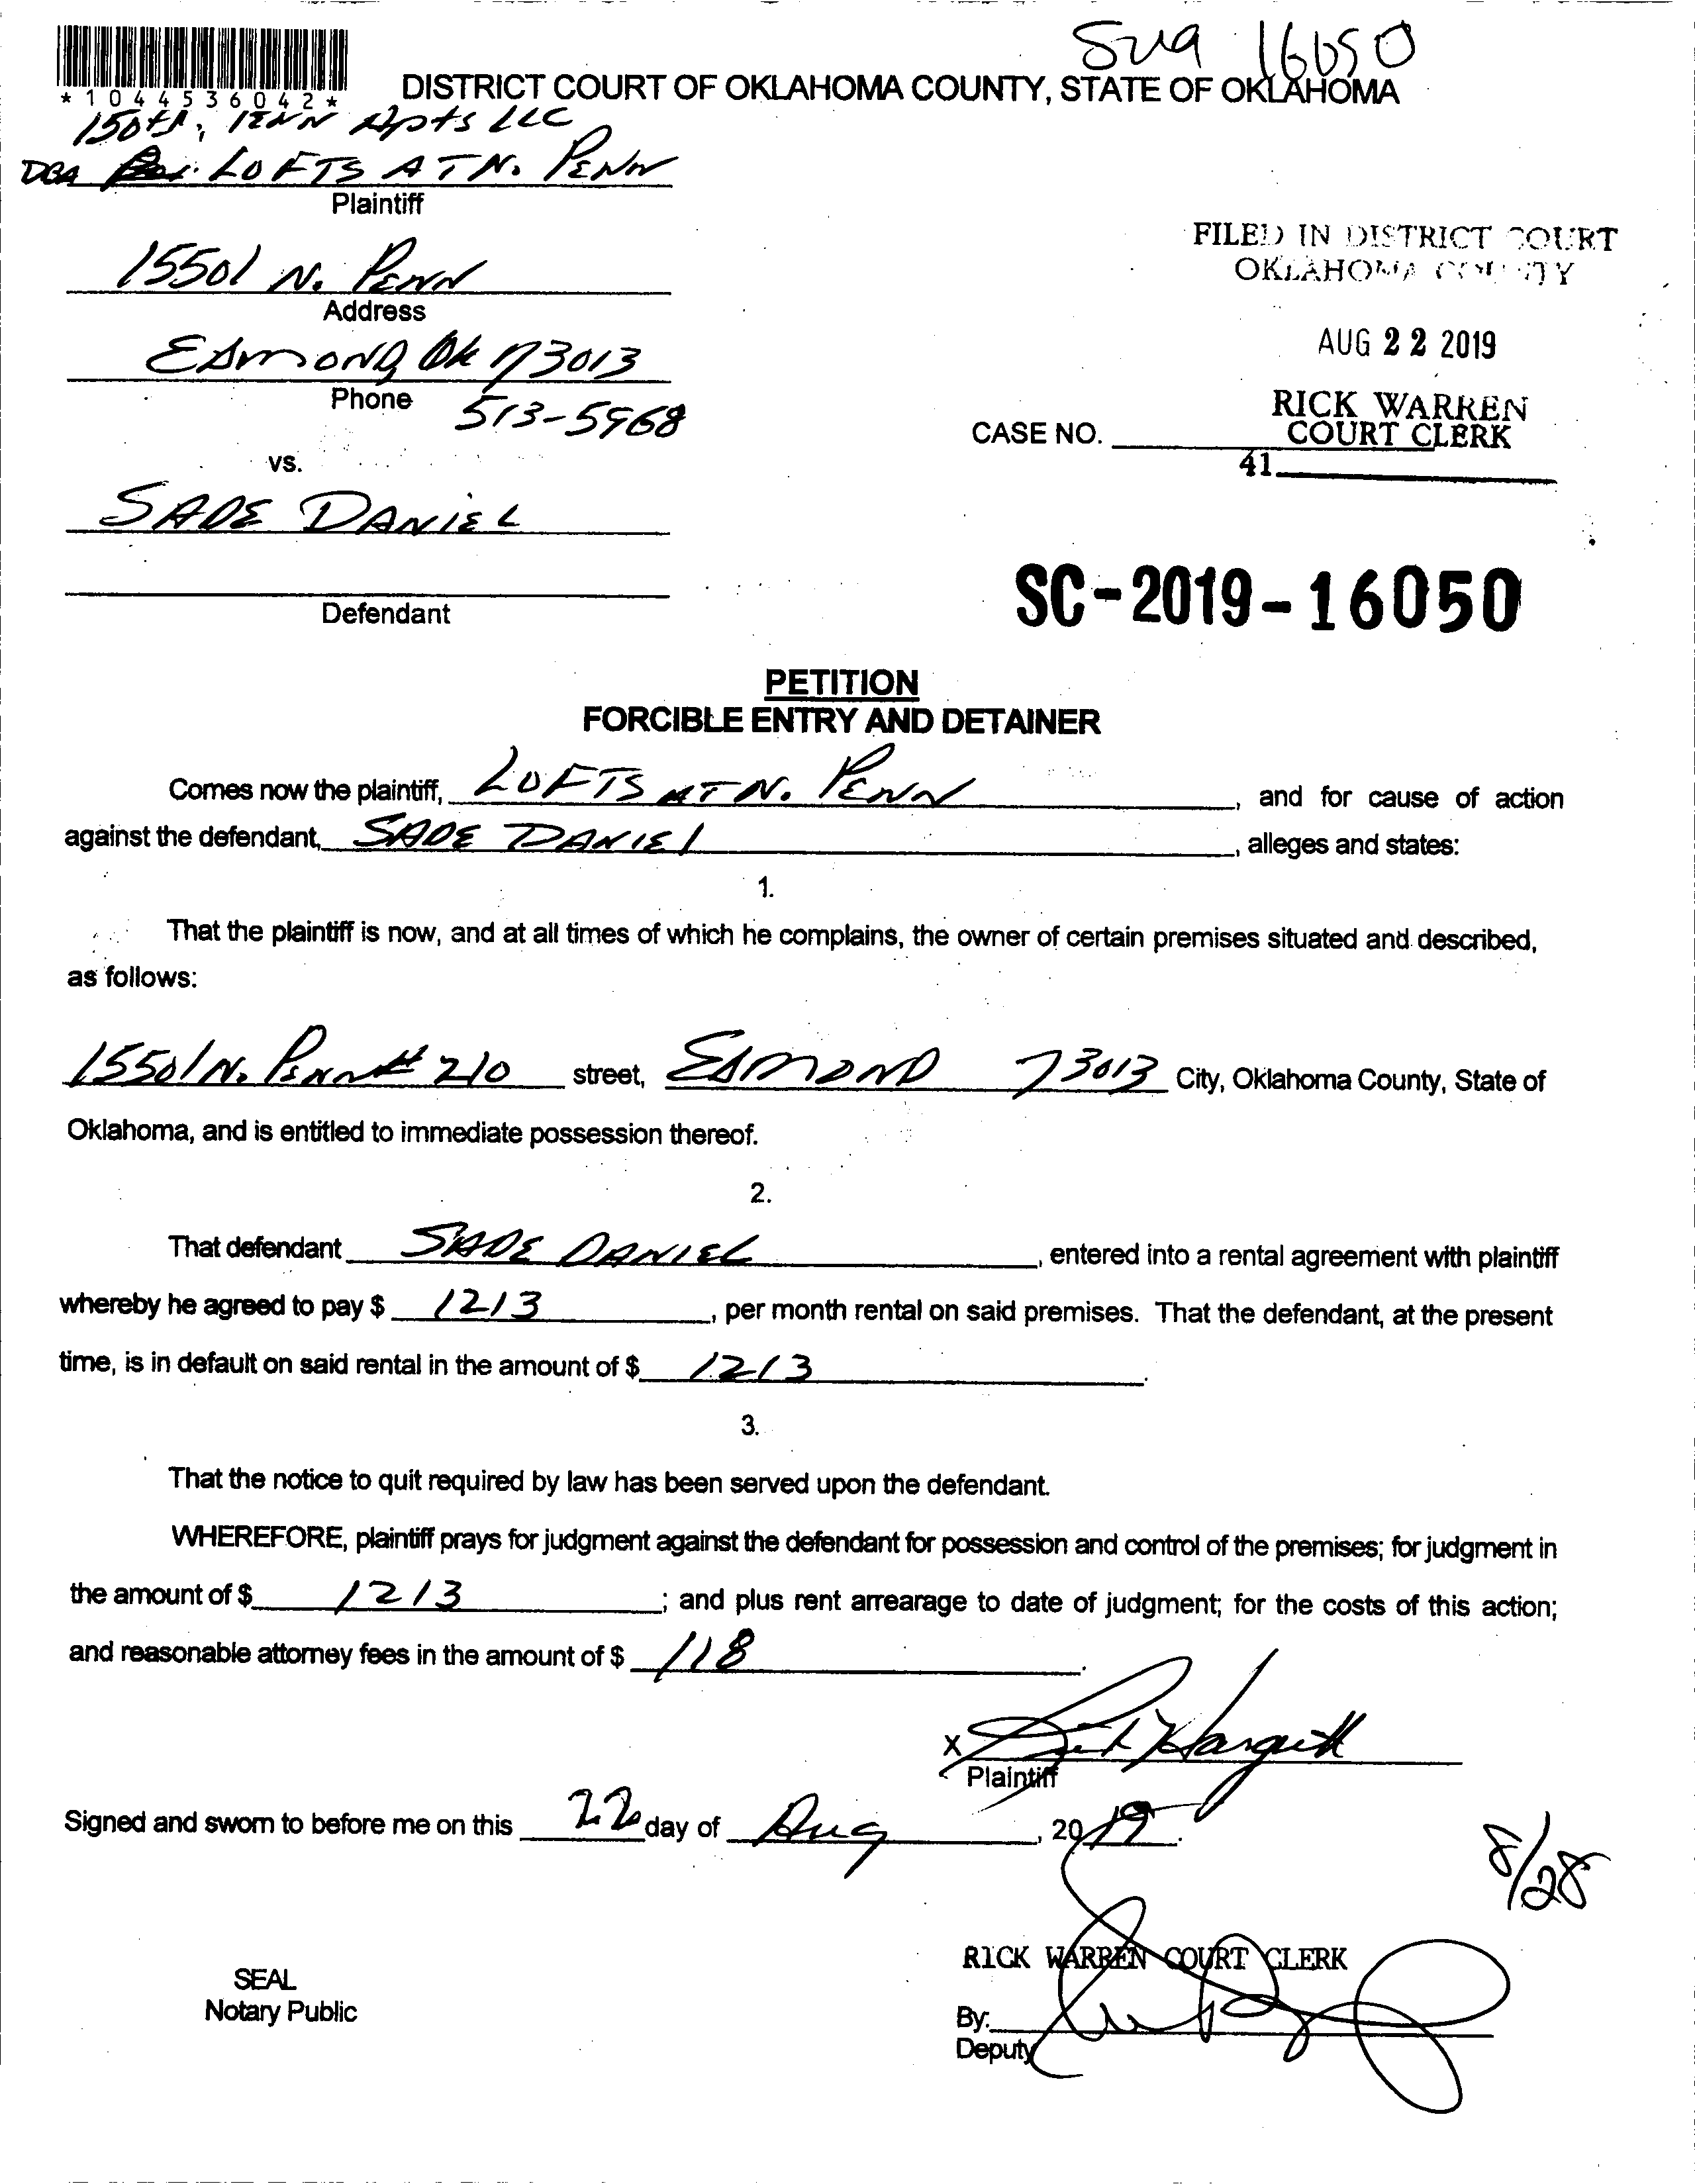 Sug 16050
*1044536042*
DISTRICT COURT OF OKLAHOMA COUNTY, STATE OF OKLAHOMA
150th; PENN Apts LLC
DBA LOFTS AT N. PENN
Plaintiff
15501 N. PENN
Address
EDMOND, Ok 73013
Phone
513-5968
FILED IN DISTRICT COURT
OKLAHOMA COUNTY
AUG 22 2019
RICK WARREN
COURT CLERK
CASE NO.
41
vs.
SADE DANIEL
Defendant
SC-2019-16050
PETITION
FORCIBLE ENTRY AND DETAINER
Comes now the plaintiff, LOFTS AT N. PENN, and for cause of action
against the defendant, SADE DANIEL, alleges and states:
1.
That the plaintiff is now, and at all times of which he complains, the owner of certain premises situated and described,
as follows:
15501 N. PENN # 210 street, EDMOND 73013 City, Oklahoma County, State of
Oklahoma, and is entitled to immediate possession thereof.
2.
That defendant SADE DANIEL, entered into a rental agreement with plaintiff
whereby he agreed to pay $ 1213, per month rental on said premises. That the defendant, at the present
time, is in default on said rental in the amount of $ 1213.
3.
That the notice to quit required by law has been served upon the defendant.
WHEREFORE, plaintiff prays for judgment against the defendant for possession and control of the premises; for judgment in
the amount of $ 1213; and plus rent arrearage to date of judgment; for the costs of this action;
and reasonable attorney fees in the amount of $ 118.
X
Plaintiff
Signed and sworn to before me on this 22 day of Aug, 20 19.
8/28
RICK WARREN COURT CLERK
SEAL
Notary Public
By:
Deputy